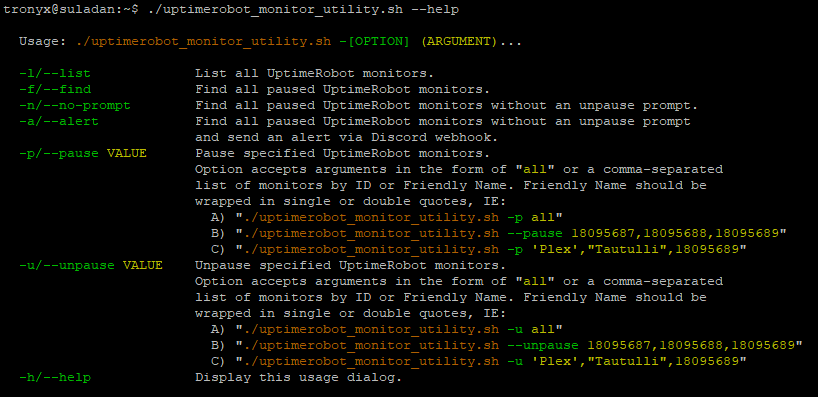 tronyx@suladan:~$ ./uptimerobot_monitor_utility.sh --help
Usage: ./uptimerobot_monitor_utility.sh -[OPTION] (ARGUMENT)...
-l/--list List all UptimeRobot monitors.
-f/--find Find all paused UptimeRobot monitors.
-n/--no-prompt Find all paused UptimeRobot monitors without an unpause prompt.
-a/--alert Find all paused UptimeRobot monitors without an unpause prompt
and send an alert via Discord webhook.
-p/--pause VALUE Pause specified UptimeRobot monitors.
Option accepts arguments in the form of "all" or a comma-separated
list of monitors by ID or Friendly Name. Friendly Name should be
wrapped in single or double quotes, IE:
A) "./uptimerobot_monitor_utility.sh -p all"
B) "./uptimerobot_monitor_utility.sh --pause 18095687,18095688,18095689"
C) "./uptimerobot_monitor_utility.sh -p 'Plex',"Tautulli",18095689"
-u/--unpause VALUE Unpause specified UptimeRobot monitors.
Option accepts arguments in the form of "all" or a comma-separated
list of monitors by ID or Friendly Name. Friendly Name should be
wrapped in single or double quotes, IE:
A) "./uptimerobot_monitor_utility.sh -u all"
B) "./uptimerobot_monitor_utility.sh --unpause 18095687,18095688,18095689"
C) "./uptimerobot_monitor_utility.sh -u 'Plex',"Tautulli",18095689"
-h/--help Display this usage dialog.